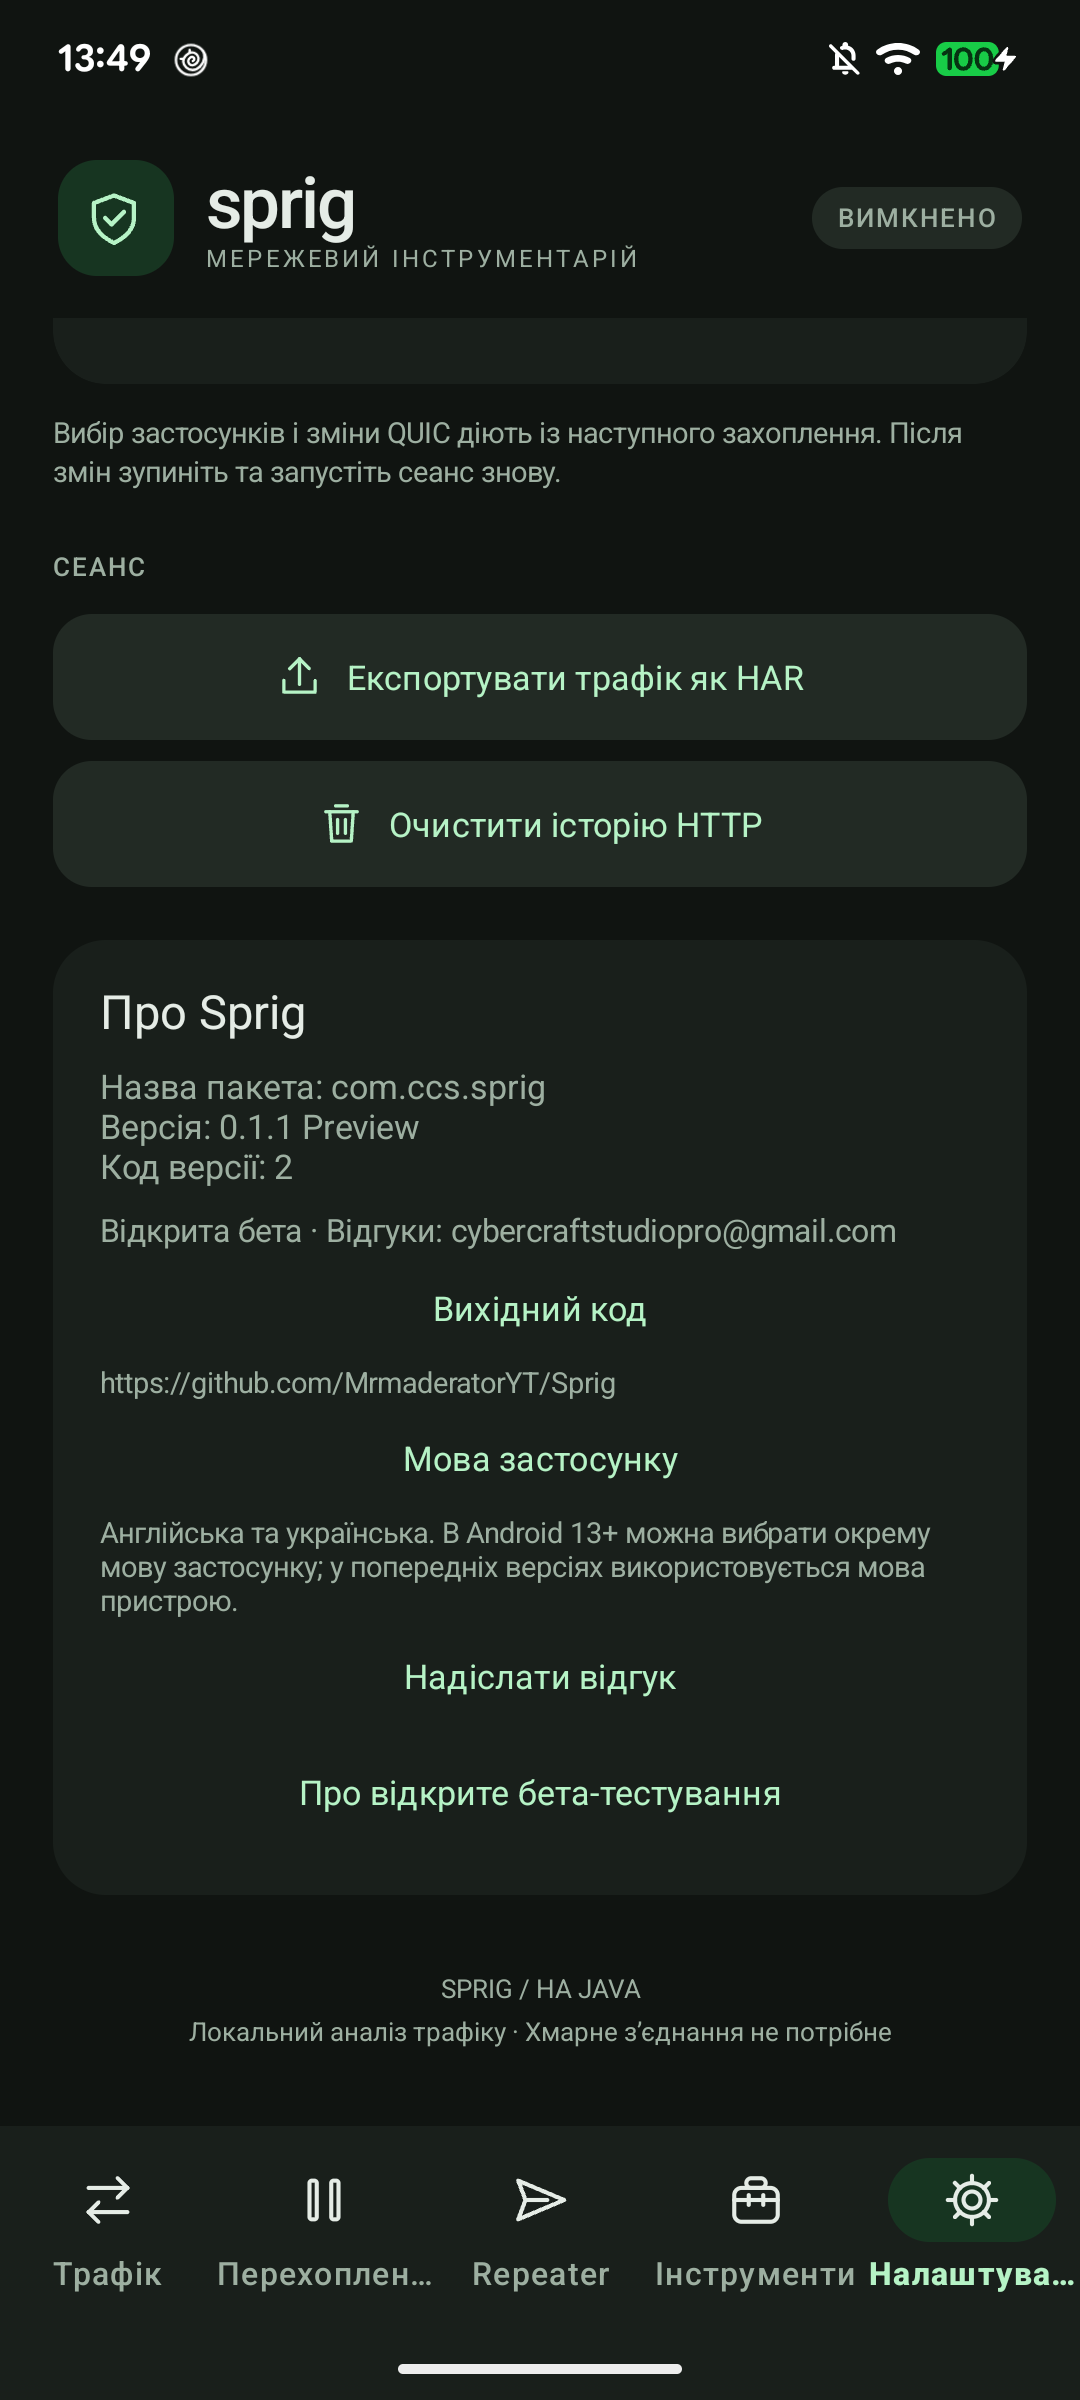 13:49
100
sprig
МЕРЕЖЕВИЙ ІНСТРУМЕНТАРІЙ
ВИМКНЕНО
Вибір застосунків і зміни QUIC діють із наступного захоплення. Після
змін зупиніть та запустіть сеанс знову.
СЕАНС
Експортувати трафік як HAR
Очистити історію HTTP
Про Sprig
Назва пакета: com.ccs.sprig
Версія: 0.1.1 Preview
Код версії: 2
Відкрита бета · Відгуки: cybercraftstudiopro@gmail.com
Вихідний код
https://github.com/MrmaderatorYT/Sprig
Мова застосунку
Англійська та українська. В Android 13+ можна вибрати окрему
мову застосунку; у попередніх версіях використовується мова
пристрою.
Надіслати відгук
Про відкрите бета-тестування
SPRIG / НА JAVA
Локальний аналіз трафіку · Хмарне з’єднання не потрібне
Трафік
Перехоплен…
Repeater
Інструменти
Налаштува…